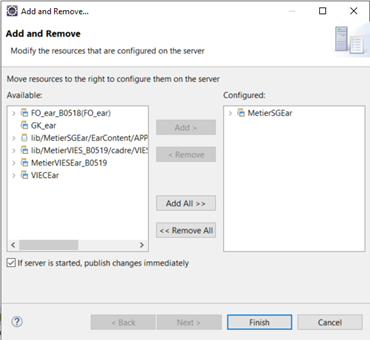 Add and Remove...
Add and Remove
Modify the resources that are configured on the server
Move resources to the right to configure them on the server
Available:
Configured:
FO_ear_B0518(FO_ear)
GK_ear
lib/MetierSGEar/EarContent/APP
lib/MetierVIES_B0519/cadre/VIES
MetierVIESEar_B0519
VIECEar
Add >
< Remove
Add All >>
<< Remove All
MetierSGEar
If server is started, publish changes immediately
?
< Back
Next >
Finish
Cancel